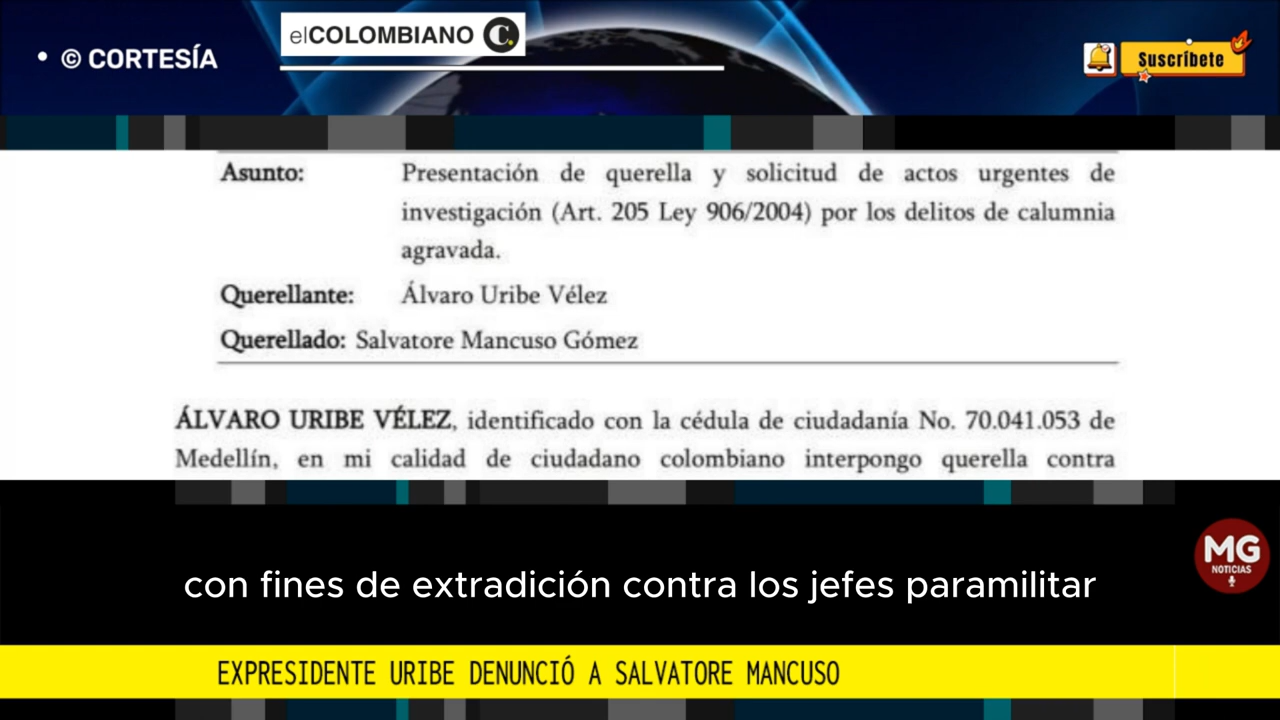 • © CORTESÍA
elCOLOMBIANO C.
Suscríbete
Asunto: Presentación de querella y solicitud de actos urgentes de
investigación (Art. 205 Ley 906/2004) por los delitos de calumnia
agravada.
Querellante: Álvaro Uribe Vélez
Querellado: Salvatore Mancuso Gómez
ÁLVARO URIBE VÉLEZ, identificado con la cédula de ciudadanía No. 70.041.053 de
Medellín, en mi calidad de ciudadano colombiano interpongo querella contra
MG
NOTICIAS
con fines de extradición contra los jefes paramilitar
EXPRESIDENTE URIBE DENUNCIÓ A SALVATORE MANCUSO